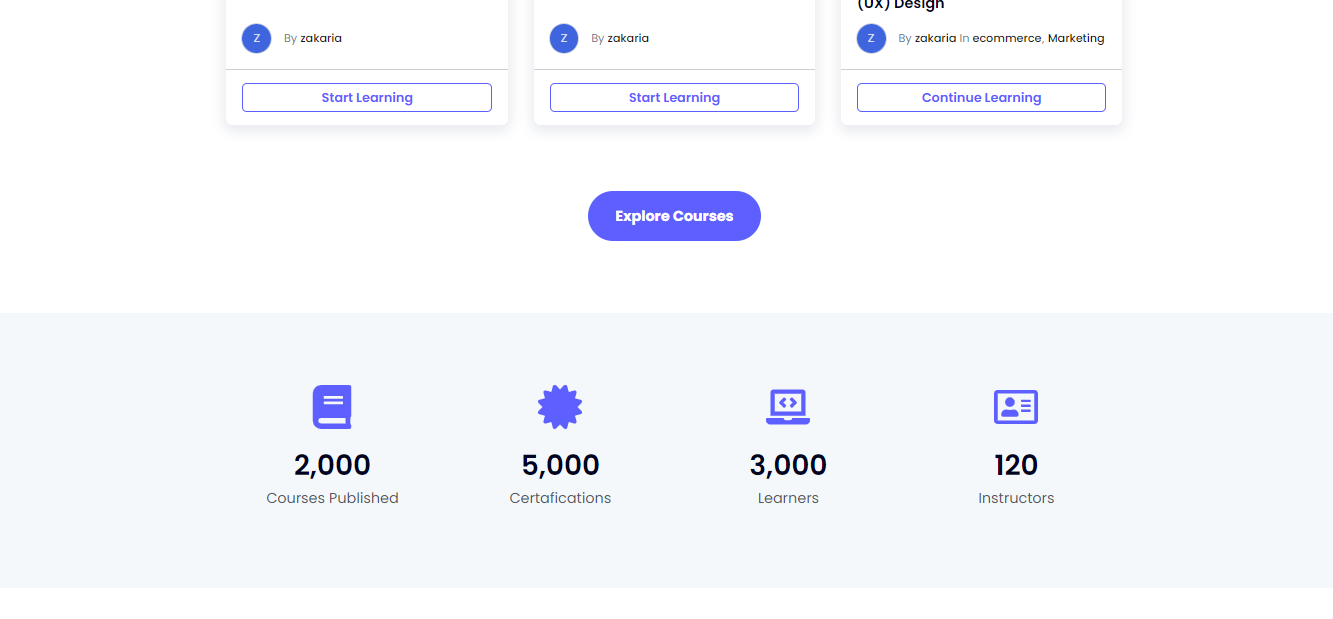 (UX) Design
Z By zakaria
Z By zakaria
Z By zakaria In ecommerce, Marketing
Start Learning
Start Learning
Continue Learning
Explore Courses
2,000
5,000
3,000
120
Courses Published
Certafications
Learners
Instructors